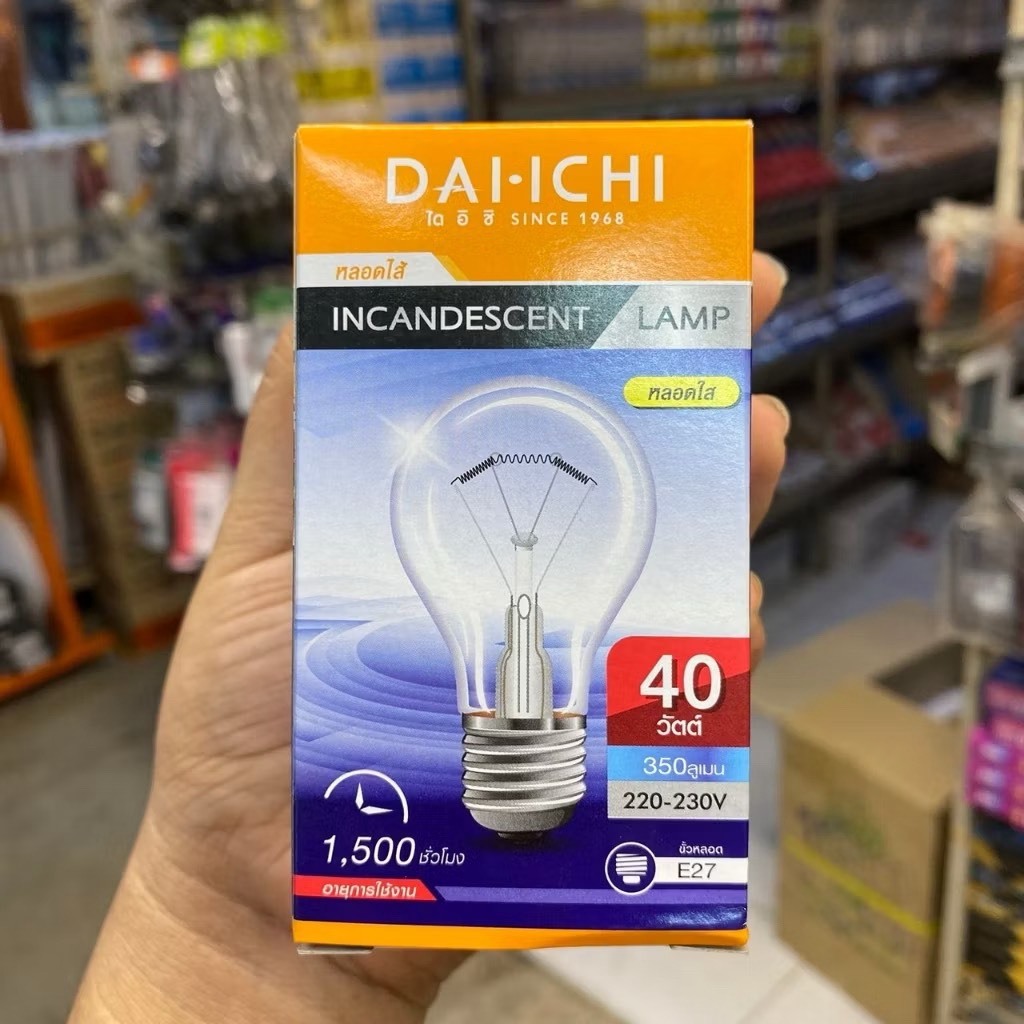 DAI·ICHI
ได อิ ชิ SINCE 1968
หลอดไส้
INCANDESCENT LAMP
หลอดใส
40
วัตต์
350ลูเมน
220-230V
1,500 ชั่วโมง
อายุการใช้งาน
ขั้วหลอด
E27